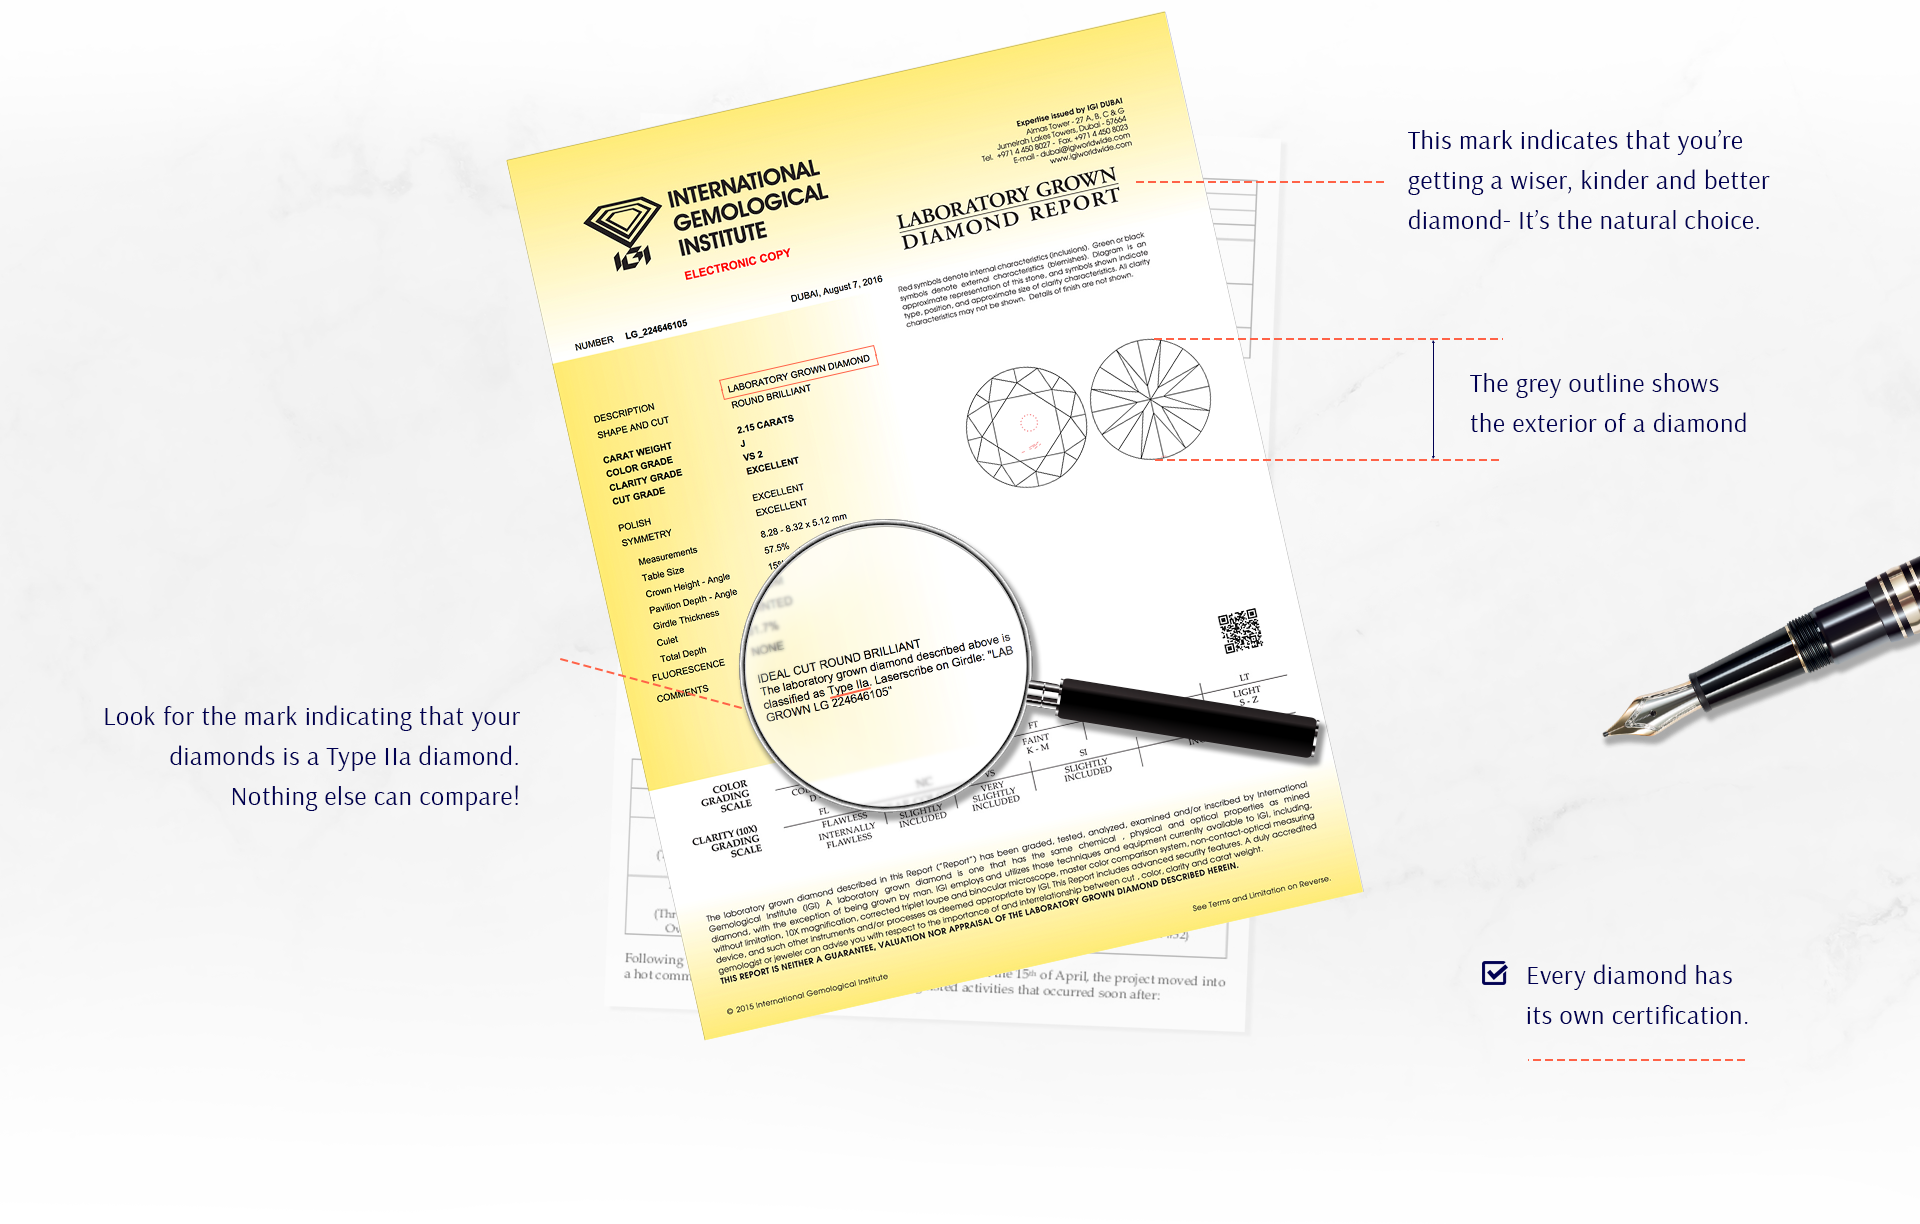 Expertise issued by IGI DUBAI
Almas Tower - 27 A, B, C & G
Jumeirah Lakes Towers, Dubai - 57664
Tel. +971 4 450 8027 - Fax. +971 4 450 8023
E-mail - dubai@igiworldwide.com
www.igiworldwide.com
INTERNATIONAL
GEMOLOGICAL
INSTITUTE
IGI
ELECTRONIC COPY
LABORATORY GROWN
DIAMOND REPORT
DUBAI, August 7, 2016
NUMBER LG_224646105
Red symbols denote internal characteristics (inclusions). Green or black
symbols denote external characteristics (blemishes). Diagram is an
approximate representation of this stone, and symbols shown indicate
type, position, and approximate size of clarity characteristics. All clarity
characteristics may not be shown. Details of finish are not shown.
DESCRIPTION LABORATORY GROWN DIAMOND
SHAPE AND CUT ROUND BRILLIANT
CARAT WEIGHT 2.15 CARATS
COLOR GRADE J
CLARITY GRADE VS 2
CUT GRADE EXCELLENT
POLISH EXCELLENT
SYMMETRY EXCELLENT
Measurements 8.28 - 8.32 x 5.12 mm
Table Size 57.5%
Crown Height - Angle
Pavilion Depth - Angle
Girdle Thickness
Culet
Total Depth
FLUORESCENCE NONE
COMMENTS
IDEAL CUT ROUND BRILLIANT
The laboratory grown diamond described above is
classified as Type IIa. Laserscribe on Girdle: "LAB
GROWN LG 224646105"
COLOR
GRADING
SCALE
D
NC
FT
FAINT
K - M
LT
LIGHT
S - Z
CLARITY (10X)
GRADING
SCALE
FL
FLAWLESS
INTERNALLY
FLAWLESS
SLIGHTLY
INCLUDED
VS
VERY
SLIGHTLY
INCLUDED
SI
SLIGHTLY
INCLUDED
The laboratory grown diamond described in this Report ("Report") has been graded, tested, analyzed, examined and/or inscribed by International
Gemological Institute (IGI) A laboratory grown diamond is one that has the same chemical , physical and optical properties as mined
diamond, with the exception of being grown by man. IGI employs and utilizes those techniques and equipment currently available to IGI, including,
without limitation, 10X magnification, corrected triplet loupe and binocular microscope, master color comparison system, non-contact-optical measuring
device, and such other instruments and/or processes as deemed appropriate by IGI. This Report includes advanced security features. A duly accredited
gemologist or jeweler can advise you with respect to the importance of and interrelationship between cut , color, clarity and carat weight.
THIS REPORT IS NEITHER A GUARANTEE, VALUATION NOR APPRAISAL OF THE LABORATORY GROWN DIAMOND DESCRIBED HEREIN.
See Terms and Limitation on Reverse.
© 2015 International Gemological Institute
Following
a hot
15th of April, the project moved into
activities that occurred soon after:
This mark indicates that you’re
getting a wiser, kinder and better
diamond- It’s the natural choice.
The grey outline shows
the exterior of a diamond
Look for the mark indicating that your
diamonds is a Type IIa diamond.
Nothing else can compare!
Every diamond has
its own certification.